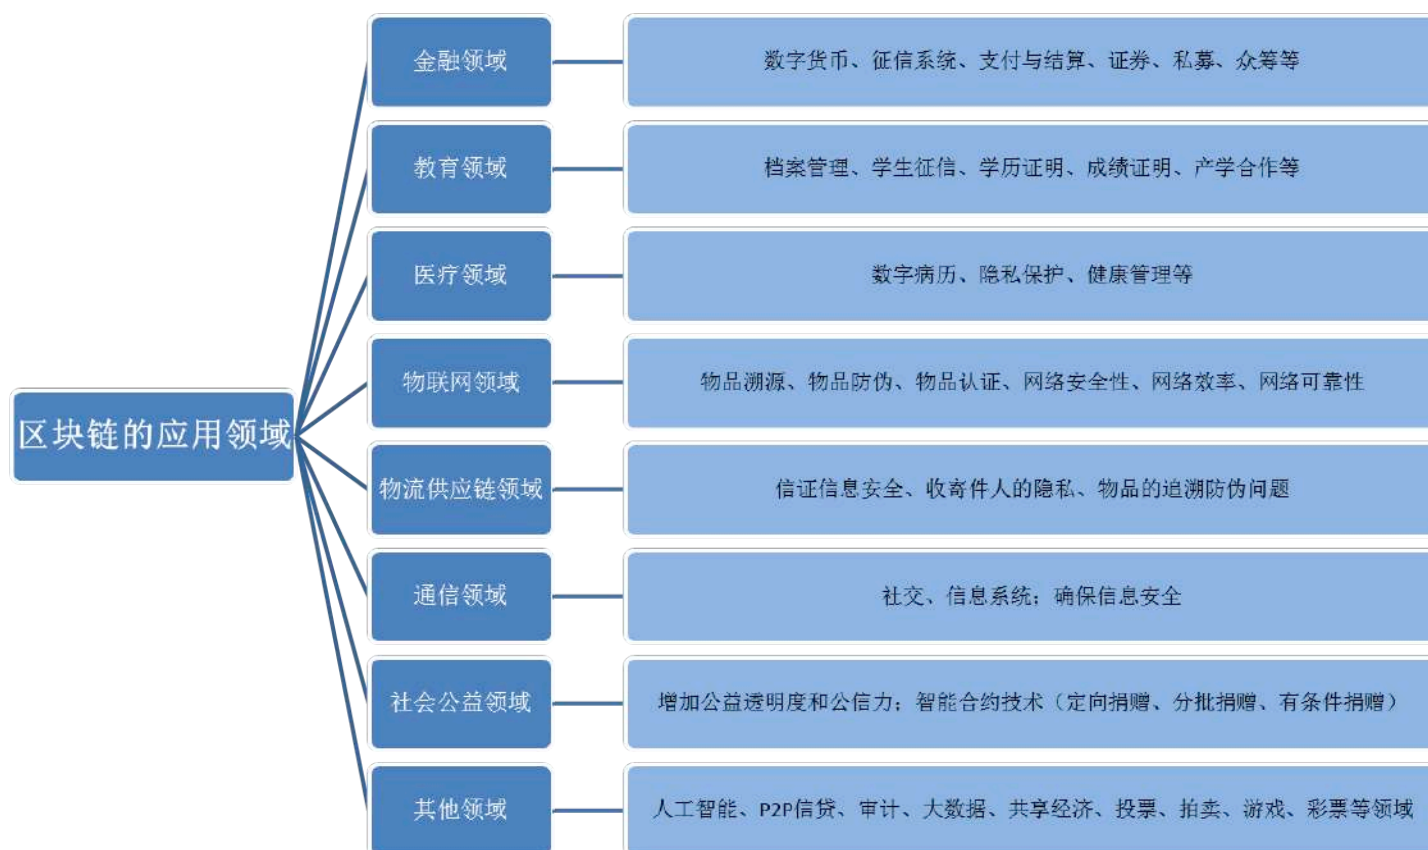 区块链的应用领域
金融领域
数字货币、征信系统、支付与结算、证券、私募、众筹等
教育领域
档案管理、学生征信、学历证明、成绩证明、产学合作等
医疗领域
数字病历、隐私保护、健康管理等
物联网领域
物品溯源、物品防伪、物品认证、网络安全性、网络效率、网络可靠性
物流供应链领域
信证信息安全、收寄件人的隐私、物品的追溯防伪问题
通信领域
社交、信息系统；确保信息安全
社会公益领域
增加公益透明度和公信力；智能合约技术（定向捐赠、分批捐赠、有条件捐赠）
其他领域
人工智能、P2P信贷、审计、大数据、共享经济、投票、拍卖、游戏、彩票等领域